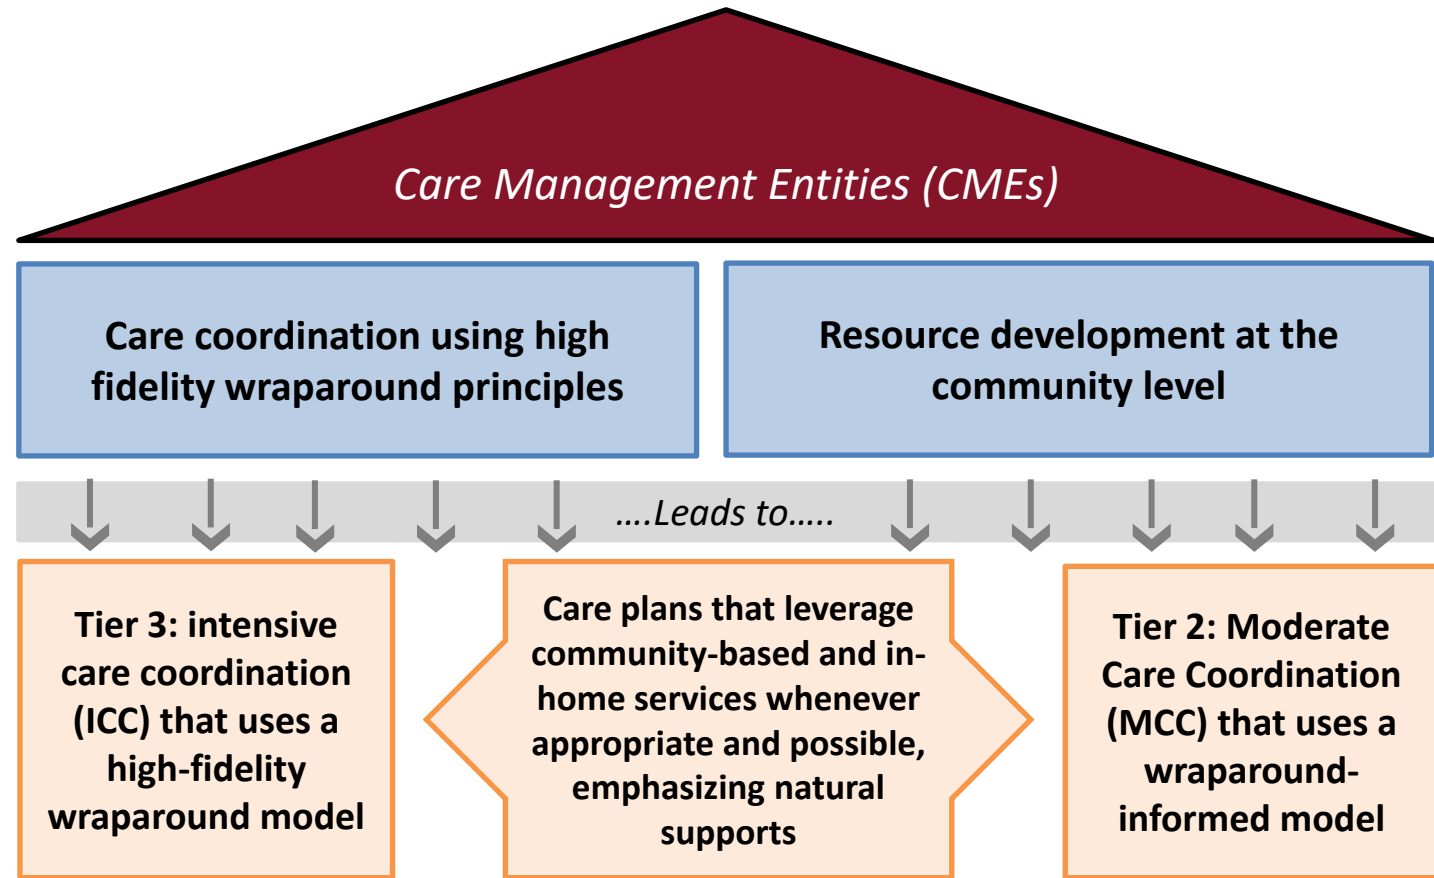 Care Management Entities (CMEs)
Care coordination using high
fidelity wraparound principles
Resource development at the
community level
....Leads to.....
Tier 3: intensive
care coordination
(ICC) that uses a
high-fidelity
wraparound model
Care plans that leverage
community-based and in-
home services whenever
appropriate and possible,
emphasizing natural
supports
Tier 2: Moderate
Care Coordination
(MCC) that uses a
wraparound-
informed model